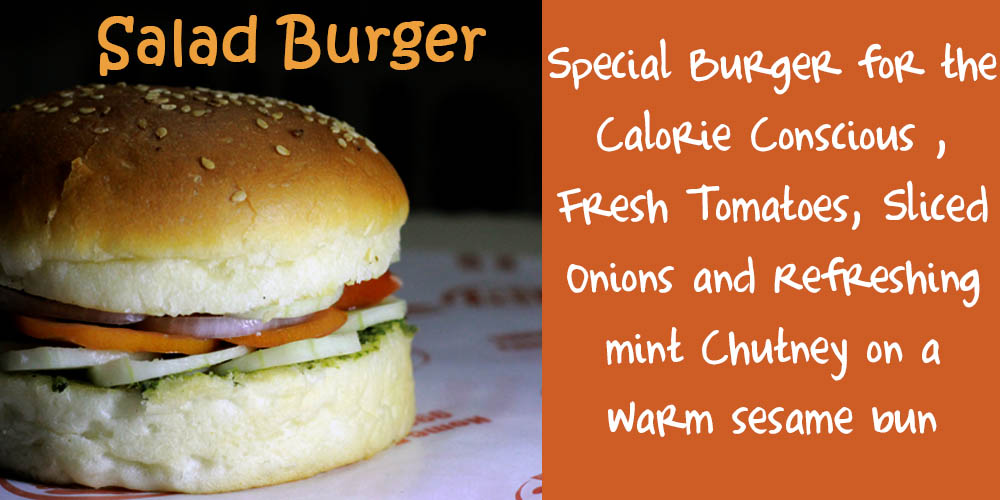 Salad Burger
Special Burger for the
Calorie Conscious ,
Fresh Tomatoes, Sliced
Onions and Refreshing
mint Chutney on a
warm sesame bun